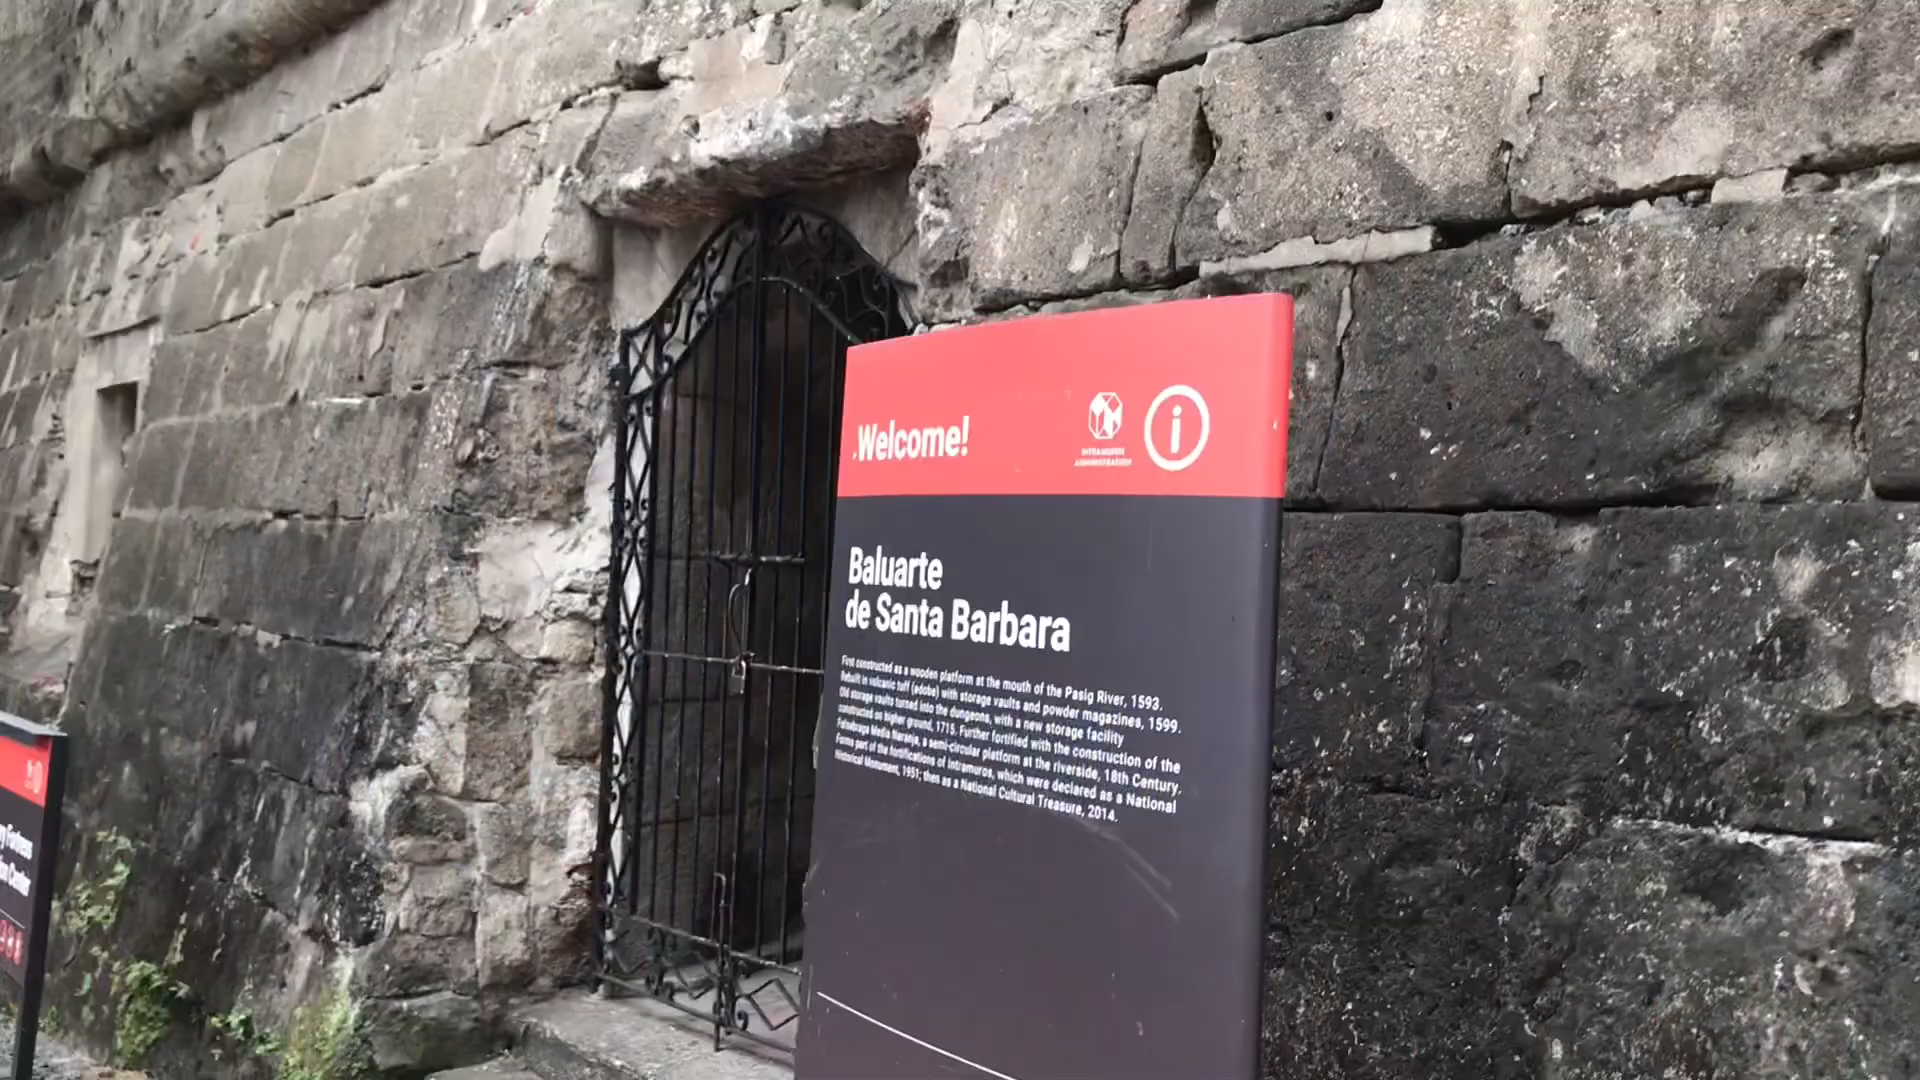 Welcome!
INTRAMUROS
ADMINISTRATION
i
Baluarte
de Santa Barbara
First constructed as a wooden platform at the mouth of the Pasig River, 1593.
Rebuilt in volcanic tuff (adobe) with storage vaults and powder magazines, 1599.
Old storage vaults turned into the dungeons, with a new storage facility
constructed on higher ground, 1715. Further fortified with the construction of the
Falsabraga Media Naranja, a semi-circular platform at the riverside, 18th Century.
Forms part of the fortifications of Intramuros, which were declared as a National
Historical Monument, 1951; then as a National Cultural Treasure, 2014.
Center